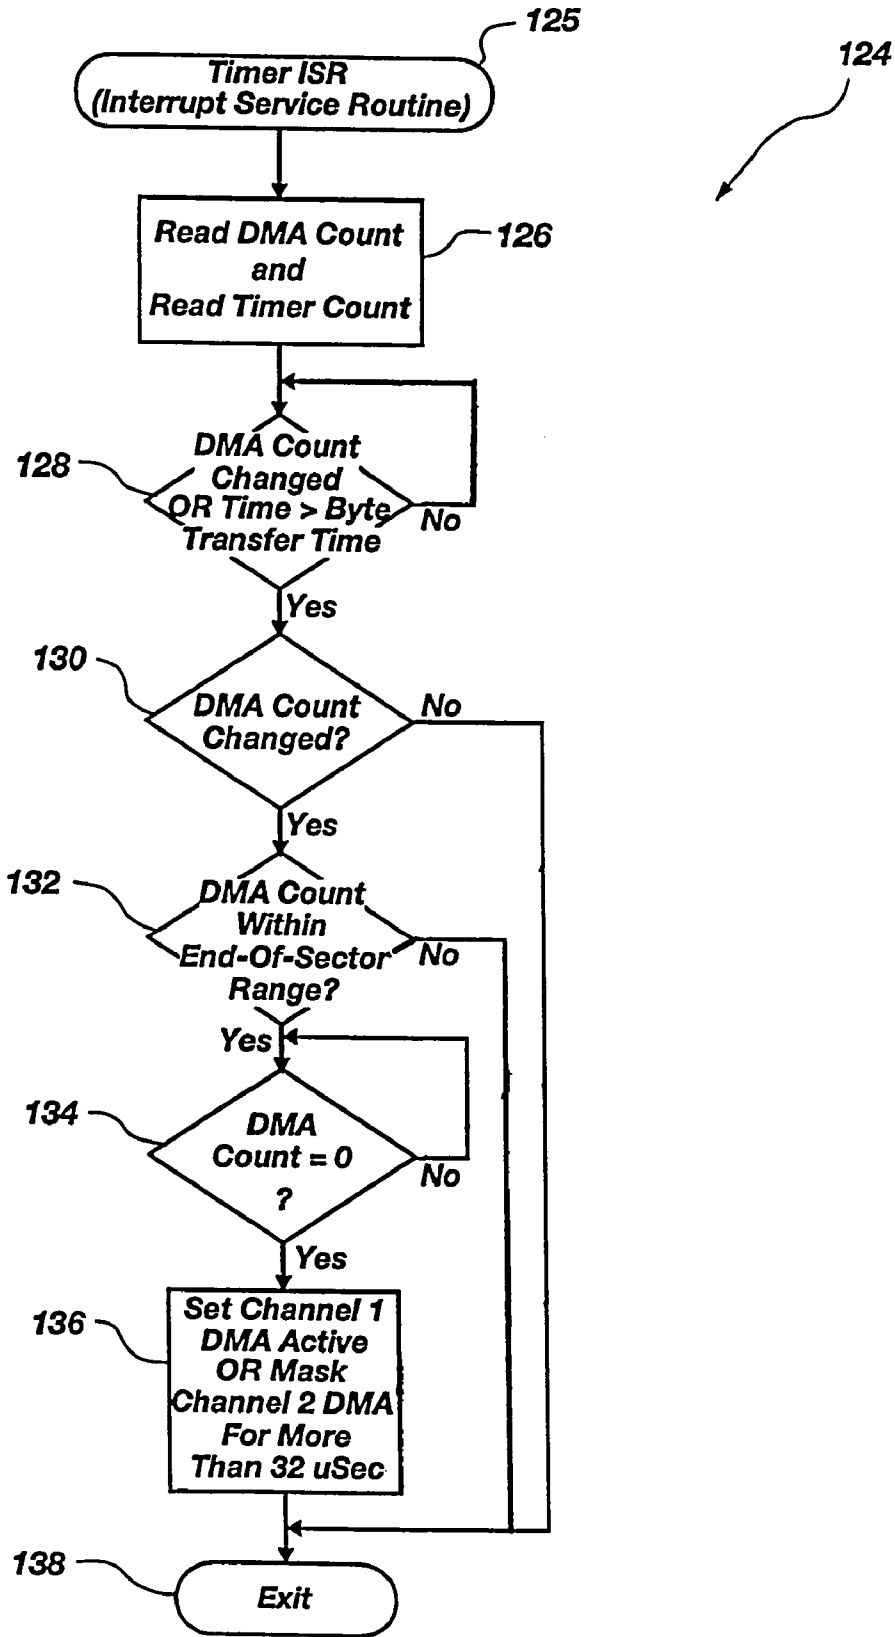 125
124
Timer ISR
(Interrupt Service Routine)
Read DMA Count
and
Read Timer Count
126
DMA Count
Changed
OR Time > Byte
Transfer Time
128
No
Yes
130
DMA Count
Changed?
No
Yes
132
DMA Count
Within
End-Of-Sector
Range?
No
Yes
134
DMA
Count = 0
?
No
Yes
136
Set Channel 1
DMA Active
OR Mask
Channel 2 DMA
For More
Than 32 uSec
138
Exit